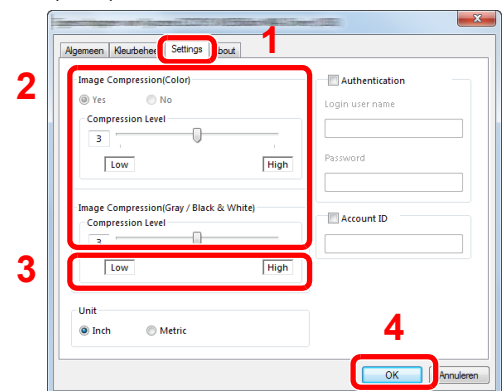 1
Algemeen Kleurbehee Settings bout
2
Image Compression(Color) Authentication
Yes No Login user name
Compression Level
3
Low High Password
Image Compression(Gray / Black & White)
Compression Level Account ID
3
3
Low High
Unit
4
Inch Metric
OK Annuleren